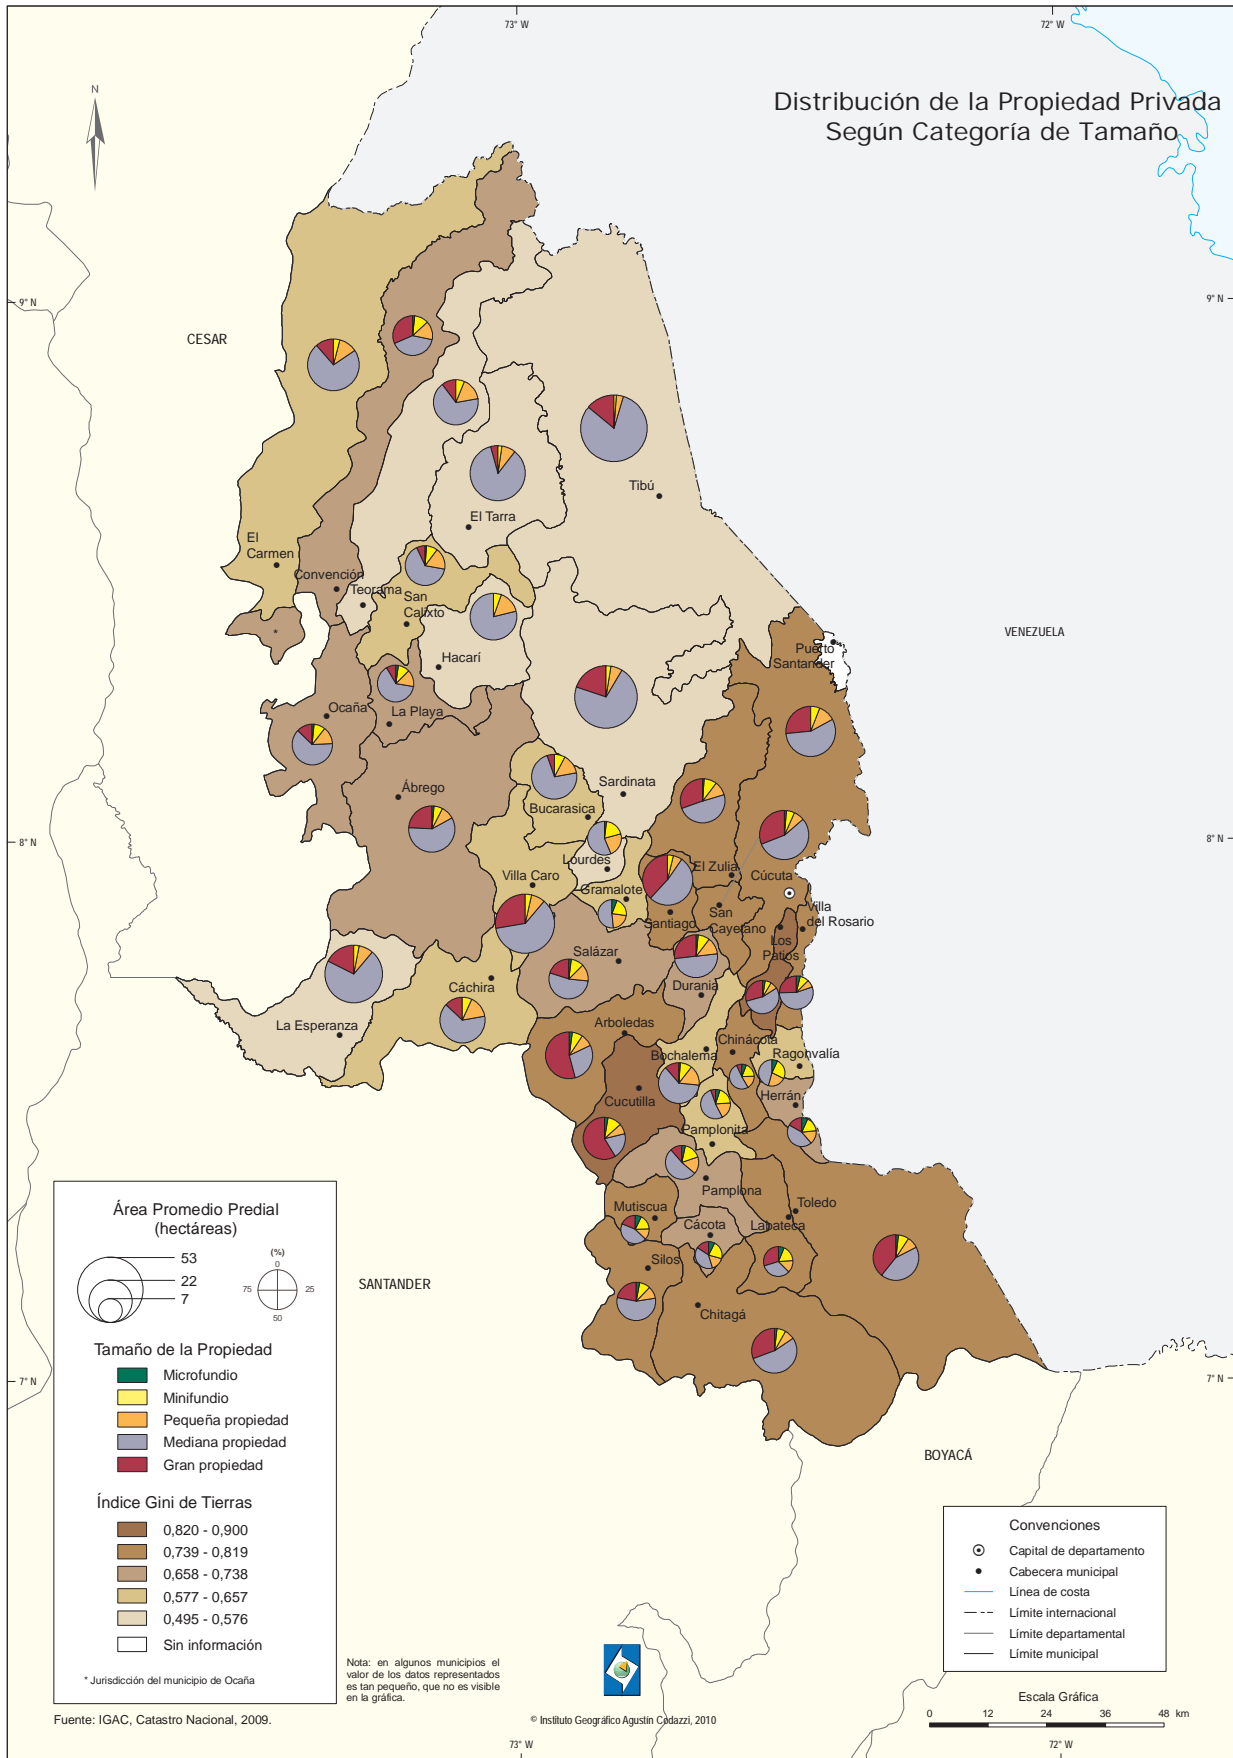 73° W
72° W
Distribución de la Propiedad Privada
Según Categoría de Tamaño
N
9° N
9° N
CESAR
Tibú
El Tarra
El
Carmen
Convención
Teorama
San
Calixto
*
Hacarí
VENEZUELA
Puerto
Santander
Ocaña
La Playa
Ábrego
Sardinata
Bucarasica
8° N
8° N
Lourdes
El Zulia
Cúcuta
Villa Caro
Gramalote
Santiago
San
Cayetano
Villa
del Rosario
Los
Patios
Salázar
Durania
Cáchira
La Esperanza
Arboledas
Bochalema
Chinácota
Ragonvalía
Cucutilla
Herrán
Pamplonita
Pamplona
Mutiscua
Toledo
Labateca
Cácota
Silos
SANTANDER
Chitagá
7° N
7° N
BOYACÁ
Área Promedio Predial
(hectáreas)
53
22
7
(%)
0
75
25
50
Tamaño de la Propiedad
Microfundio
Minifundio
Pequeña propiedad
Mediana propiedad
Gran propiedad
Índice Gini de Tierras
0,820 - 0,900
0,739 - 0,819
0,658 - 0,738
0,577 - 0,657
0,495 - 0,576
Sin información
* Jurisdicción del municipio de Ocaña
Fuente: IGAC, Catastro Nacional, 2009.
Nota: en algunos municipios el
valor de los datos representados
es tan pequeño, que no es visible
en la gráfica.
© Instituto Geográfico Agustín Codazzi, 2010
Convenciones
Capital de departamento
Cabecera municipal
Línea de costa
Límite internacional
Límite departamental
Límite municipal
Escala Gráfica
0 12 24 36 48 km
73° W
72° W